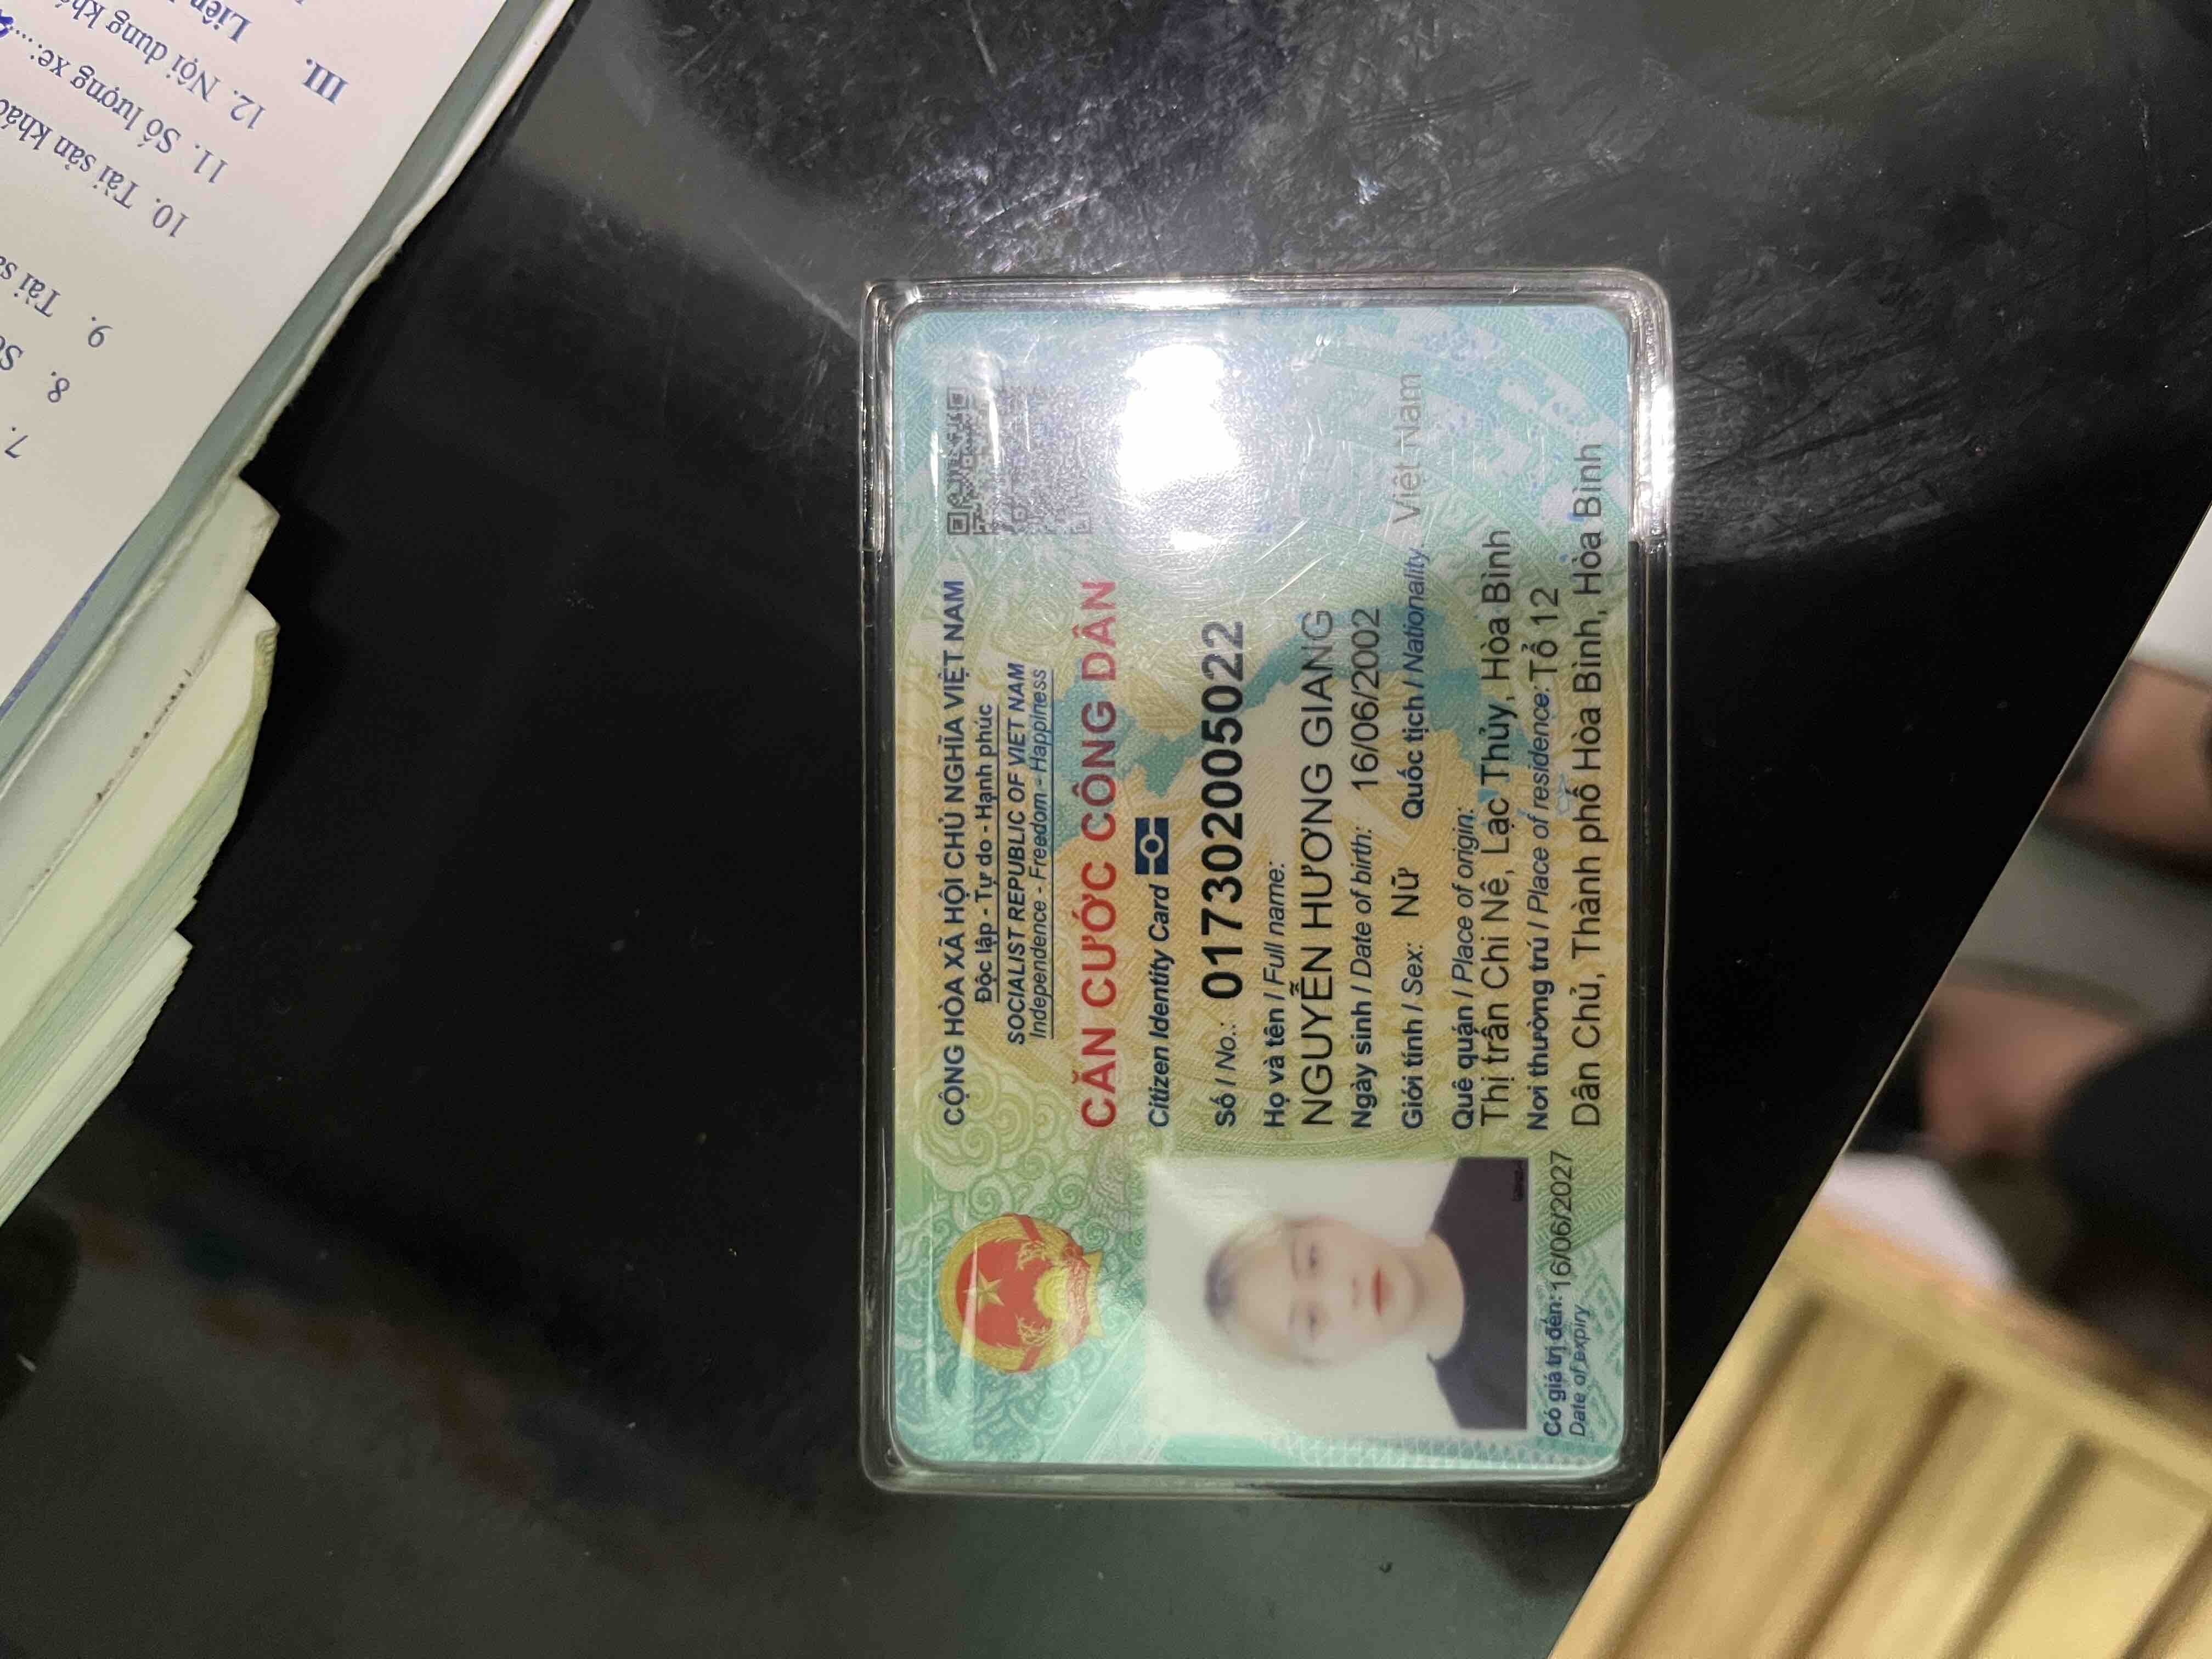 CỘNG HÒA XÃ HỘI CHỦ NGHĨA VIỆT NAM
Độc lập - Tự do - Hạnh phúc
SOCIALIST REPUBLIC OF VIET NAM
Independence - Freedom - Happiness
CĂN CƯỚC CÔNG DÂN
Citizen Identity Card
Số / No.: 017302005022
Họ và tên / Full name:
NGUYỄN HƯƠNG GIANG
Ngày sinh / Date of birth: 16/06/2002
Giới tính / Sex: Nữ Quốc tịch / Nationality: Việt Nam
Quê quán / Place of origin:
Thị trấn Chi Nê, Lạc Thủy, Hòa Bình
Nơi thường trú / Place of residence: Tổ 12
Dân Chủ, Thành phố Hòa Bình, Hòa Bình
Có giá trị đến: 16/06/2027
Date of expiry
7.
8.
9. Tài
10. Tài sản khác
11. Số lượng xe:
12. Nội dung
III.